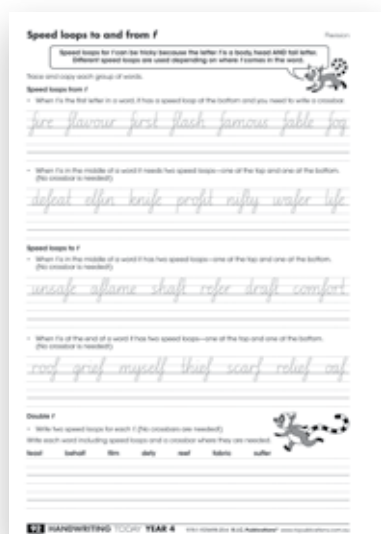 Speed loops to and from f
Revision
Speed loops for f can be tricky because the letter f is a body, head AND tail letter.
Different speed loops are used depending on where f comes in the word.
Trace and copy each group of words.
Speed loops from f
• When f is the first letter in a word, it has a speed loop at the bottom and you need to write a crossbar.
fire flavour first flash famous fable fog
• When f is in the middle of a word it needs two speed loops—one at the top and one at the bottom.
(No crossbar is needed!)
defeat elfin knife profit nifty wafer life
Speed loops to f
• When f is in the middle of a word it has two speed loops—one at the top and one at the bottom.
(No crossbar is needed!)
unsafe aflame shaft refer draft comfort
• When f is at the end of a word it has two speed loops—one at the top and one at the bottom.
(No crossbar is needed!)
roof grief myself thief scarf relief oaf
Double f
• Write two speed loops for each f. (No crossbars are needed!)
Write each word including speed loops and a crossbar where they are needed.
feast behalf film defy reef fabric suffer
92 HANDWRITING TODAY YEAR 4 R.I.C. Publications® www.ricpublications.com.au